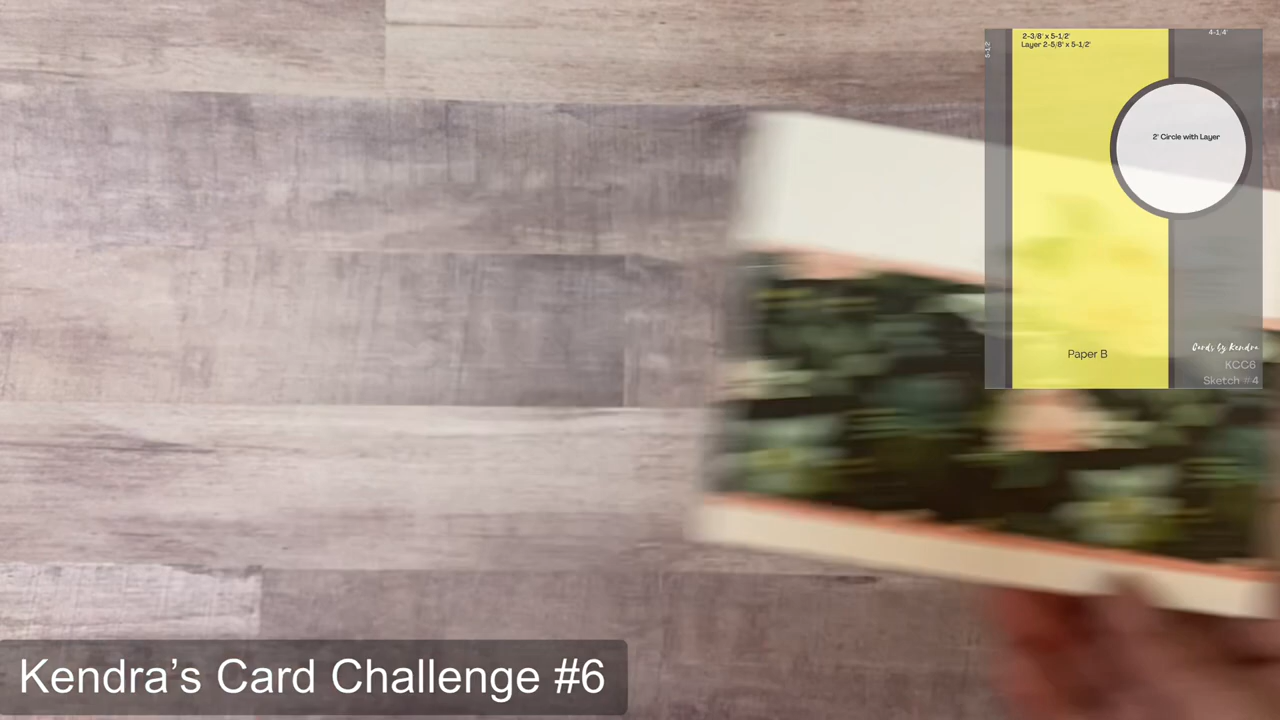 2-3/8' x 5-1/2'
Layer 2-5/8' x 5-1/2'
4-1/4'
5-1/2
2' Circle with Layer
Paper B
Cards by Kendra
KCC6
Sketch #4
Kendra's Card Challenge #6